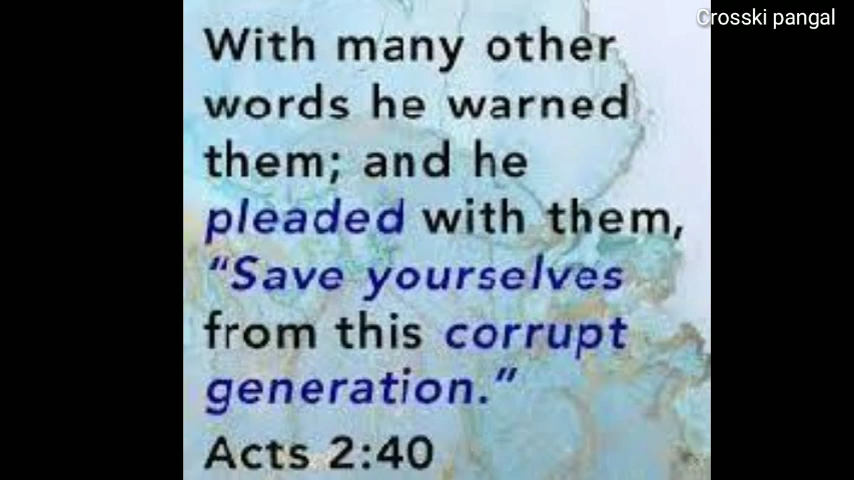 Crosski pangal
With many other
words he warned
them; and he
pleaded with them,
"Save yourselves
from this corrupt
generation."
Acts 2:40